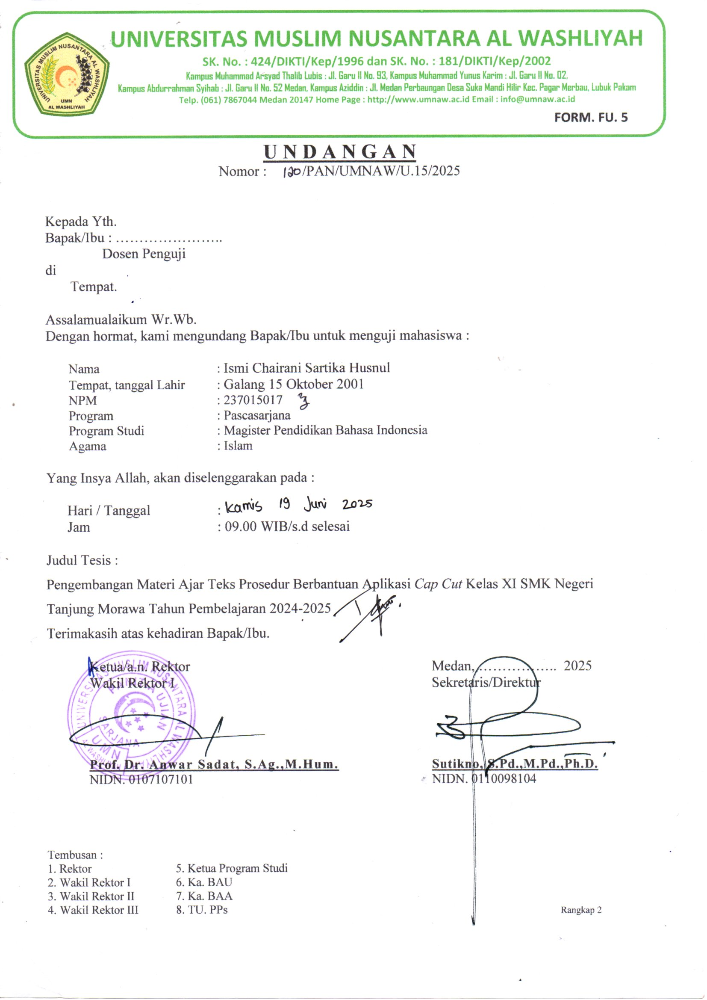 UNIVERSITAS MUSLIM NUSANTARA AL WASHLIYAH
UMN
AL WASHLIYAH
UNIVERSITAS MUSLIM NUSANTARA AL WASHLIYAH
SK. No. : 424/DIKTI/Kep/1996 dan SK. No. : 181/DIKTI/Kep/2002
Kampus Muhammad Arsyad Thalib Lubis : Jl. Garu II No. 93, Kampus Muhammad Yunus Karim : Jl. Garu II No. 02,
Kampus Abdurrahman Syihab : Jl. Garu II No. 52 Medan, Kampus Aziddin : Jl. Medan Perbaungan Desa Suka Mandi Hilir Kec. Pagar Merbau, Lubuk Pakam
Telp. (061) 7867044 Medan 20147 Home Page : http://www.umnaw.ac.id Email : info@umnaw.ac.id
FORM. FU. 5
UNDANGAN
Nomor : 120/PAN/UMNAW/U.15/2025
Kepada Yth.
Bapak/Ibu : …………………….
Dosen Penguji
di
Tempat.
Assalamualaikum Wr.Wb.
Dengan hormat, kami mengundang Bapak/Ibu untuk menguji mahasiswa :
Nama : Ismi Chairani Sartika Husnul
Tempat, tanggal Lahir : Galang 15 Oktober 2001
NPM : 237015017
Program : Pascasarjana
Program Studi : Magister Pendidikan Bahasa Indonesia
Agama : Islam
Yang Insya Allah, akan diselenggarakan pada :
Hari / Tanggal : Kamis 19 Juni 2025
Jam : 09.00 WIB/s.d selesai
Judul Tesis :
Pengembangan Materi Ajar Teks Prosedur Berbantuan Aplikasi Cap Cut Kelas XI SMK Negeri
Tanjung Morawa Tahun Pembelajaran 2024-2025
Terimakasih atas kehadiran Bapak/Ibu.
Ketua/a.n. Rektor
Wakil Rektor I
UNIVERSITAS MUSLIM NUSANTARA AL WASHLIYAH
PANITIA UJIAN
SARJANA
UMN
AL WASHLIYAH
Prof. Dr. Anwar Sadat, S.Ag.,M.Hum.
NIDN. 0107107101
Medan,……………. 2025
Sekretaris/Direktur
Sutikno, S.Pd.,M.Pd.,Ph.D.
NIDN. 0110098104
Tembusan :
1. Rektor
2. Wakil Rektor I
3. Wakil Rektor II
4. Wakil Rektor III
5. Ketua Program Studi
6. Ka. BAU
7. Ka. BAA
8. TU. PPs
Rangkap 2